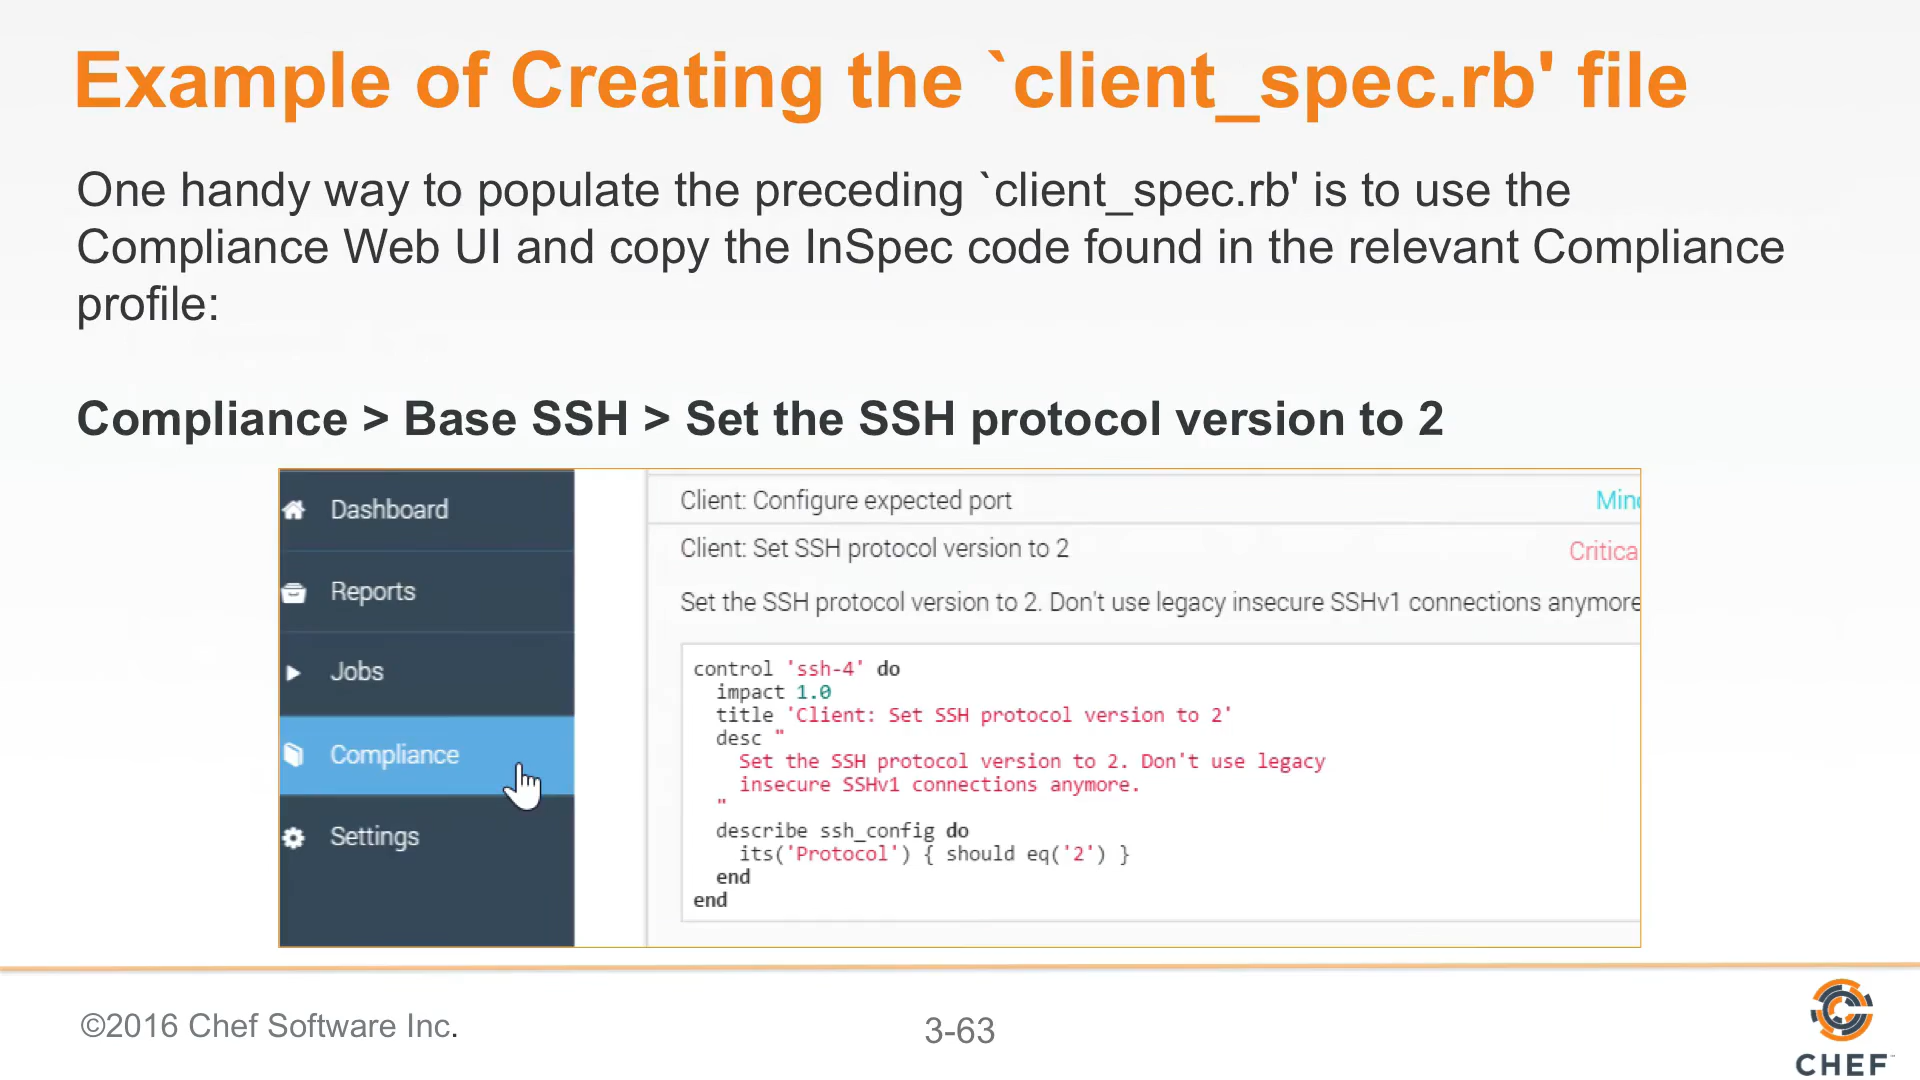 Example of Creating the `client_spec.rb' file
One handy way to populate the preceding `client_spec.rb' is to use the
Compliance Web UI and copy the InSpec code found in the relevant Compliance
profile:
Compliance > Base SSH > Set the SSH protocol version to 2
Dashboard
Reports
Jobs
Compliance
Settings
Client: Configure expected port
Client: Set SSH protocol version to 2
Critica
Set the SSH protocol version to 2. Don't use legacy insecure SSHv1 connections anymore
control 'ssh-4' do
  impact 1.0
  title 'Client: Set SSH protocol version to 2'
  desc "
    Set the SSH protocol version to 2. Don't use legacy
    insecure SSHv1 connections anymore.
  "
  describe ssh_config do
    its('Protocol') { should eq('2') }
  end
end
©2016 Chef Software Inc.
3-63
CHEF™